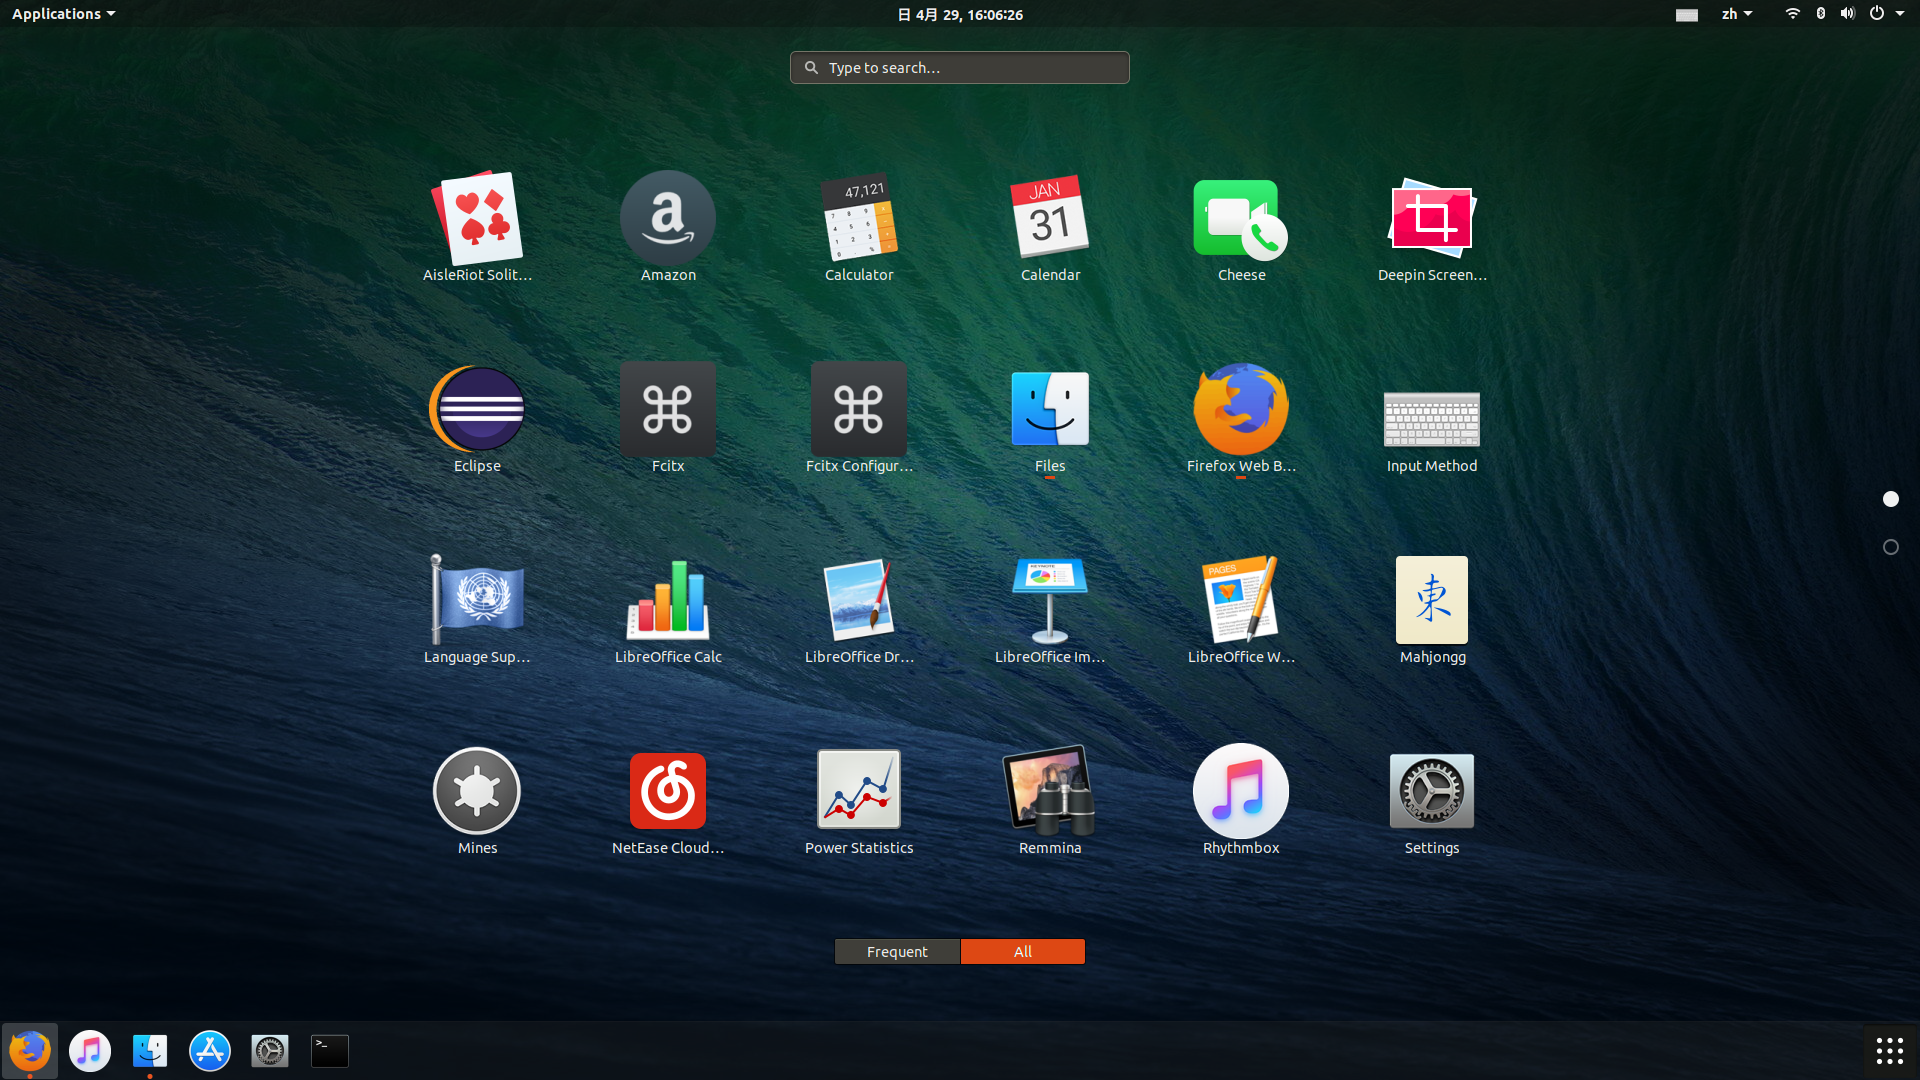 Applications
日 4月 29, 16:06:26
zh
Type to search…
47,121
JAN
31
AisleRiot Solit…
Amazon
Calculator
Calendar
Cheese
Deepin Screen…
Eclipse
Fcitx
Fcitx Configur…
Files
Firefox Web B…
Input Method
KEYNOTE
PAGES
東
Language Sup…
LibreOffice Calc
LibreOffice Dr…
LibreOffice Im…
LibreOffice W…
Mahjongg
Mines
NetEase Cloud…
Power Statistics
Remmina
Rhythmbox
Settings
Frequent
All
>_